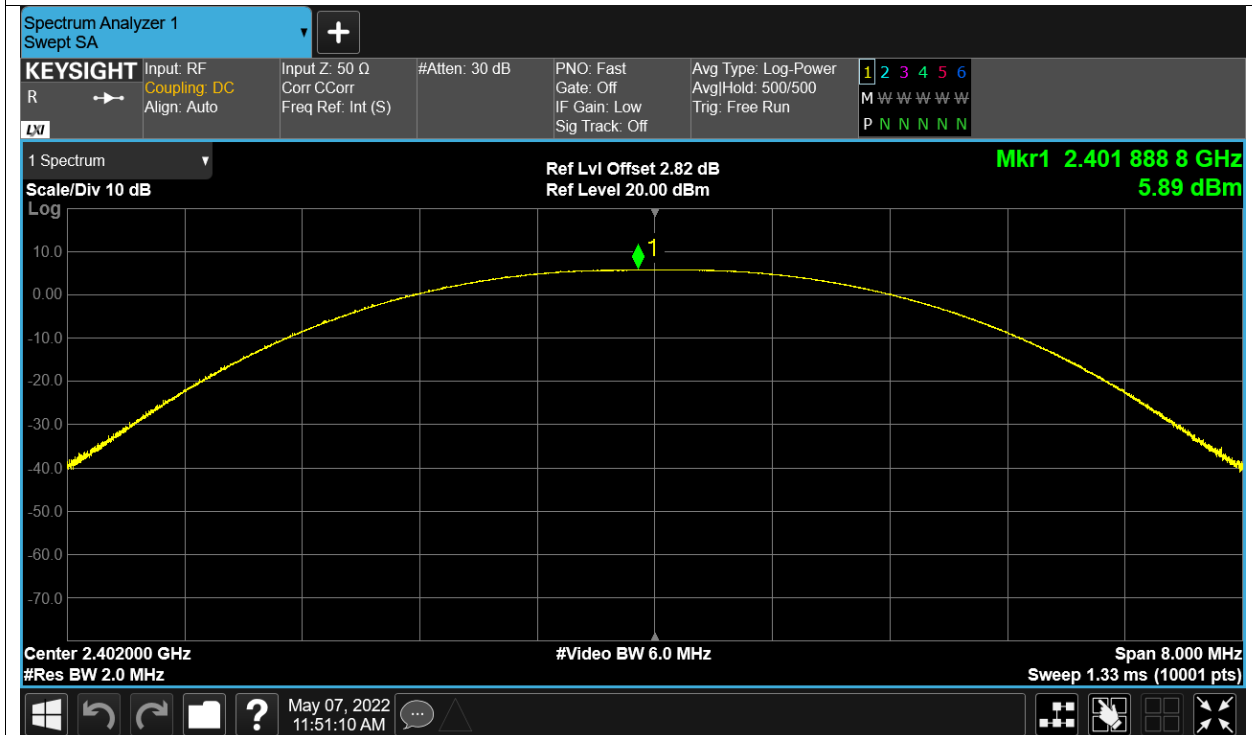 Spectrum Analyzer 1
Swept SA
+
KEYSIGHT
R
LXI
Input: RF
Coupling: DC
Align: Auto
Input Z: 50 Ω
Corr CCorr
Freq Ref: Int (S)
#Atten: 30 dB
PNO: Fast
Gate: Off
IF Gain: Low
Sig Track: Off
Avg Type: Log-Power
Avg|Hold: 500/500
Trig: Free Run
1 2 3 4 5 6
M W W W W W
P N N N N N N
1 Spectrum
Scale/Div 10 dB
Log
Ref Lvl Offset 2.82 dB
Ref Level 20.00 dBm
Mkr1 2.401 888 8 GHz
5.89 dBm
1
10.0
0.00
-10.0
-20.0
-30.0
-40.0
-50.0
-60.0
-70.0
Center 2.402000 GHz
#Res BW 2.0 MHz
#Video BW 6.0 MHz
Span 8.000 MHz
Sweep 1.33 ms (10001 pts)
?
May 07, 2022
11:51:10 AM